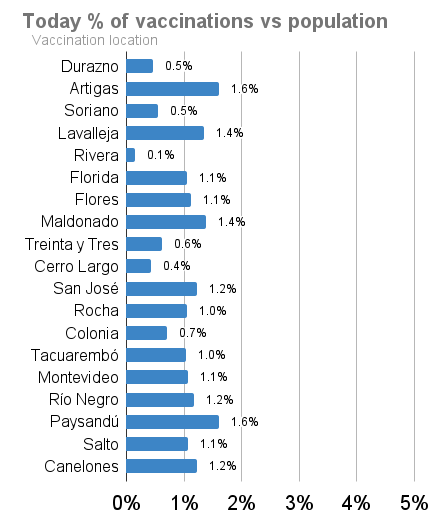 Today % of vaccinations vs population
Vaccination location
Durazno 0.5%
Artigas 1.6%
Soriano 0.5%
Lavalleja 1.4%
Rivera 0.1%
Florida 1.1%
Flores 1.1%
Maldonado 1.4%
Treinta y Tres 0.6%
Cerro Largo 0.4%
San José 1.2%
Rocha 1.0%
Colonia 0.7%
Tacuarembó 1.0%
Montevideo 1.1%
Río Negro 1.2%
Paysandú 1.6%
Salto 1.1%
Canelones 1.2%
0% 1% 2% 3% 4% 5%